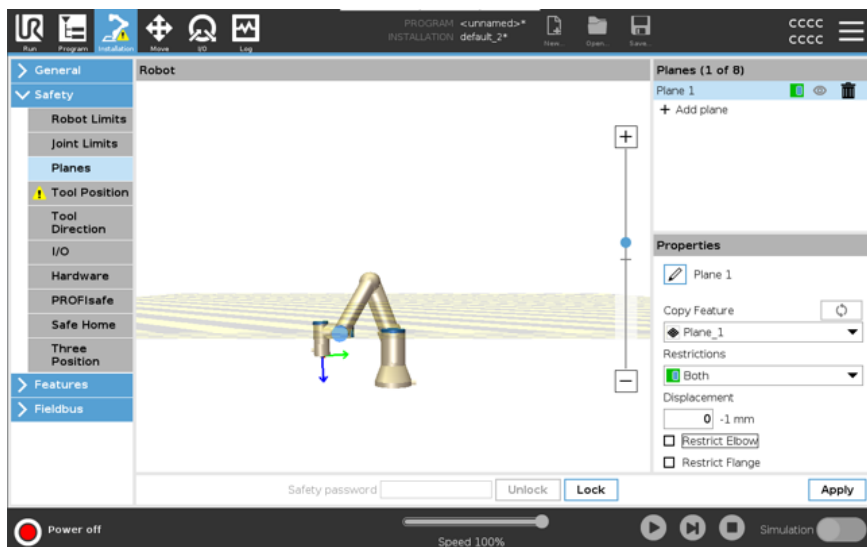 UR
PROGRAM <unnamed>*
INSTALLATION default_2*
CCCC
CCCC
Run
Program
Installation
Move
I/O
Log
New...
Open...
Save...
General
Safety
Robot Limits
Joint Limits
Planes
Tool Position
Tool
Direction
I/O
Hardware
PROFIsafe
Safe Home
Three
Position
Features
Fieldbus
Robot
Planes (1 of 8)
Plane 1
+ Add plane
Properties
Plane 1
Copy Feature
Plane_1
Restrictions
Both
Displacement
0 -1 mm
Restrict Elbow
Restrict Flange
Safety password
Unlock
Lock
Apply
Power off
Speed 100%
Simulation